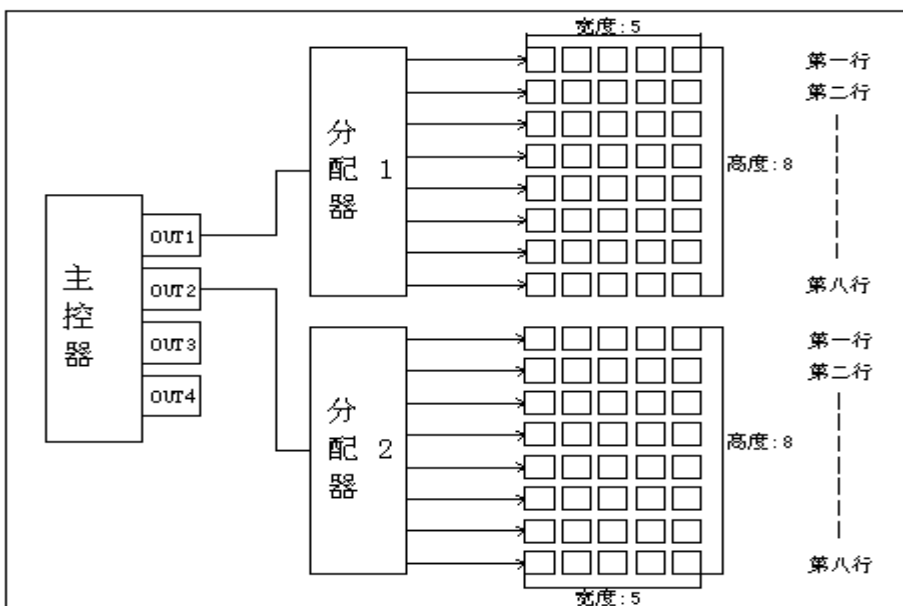 宽度:5
第一行
第二行
分配器 1
高度:8
OUT1
主控器
OUT2
第八行
OUT3
第一行
第二行
OUT4
分配器 2
高度:8
第八行
宽度:5